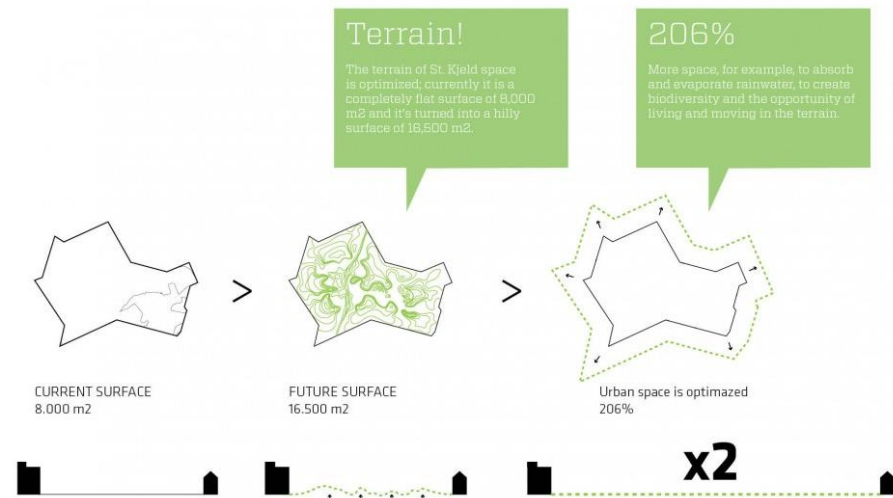 Terrain!
The terrain of St. Kjeld space
is optimized; currently it is a
completely flat surface of 8,000
m2 and it's turned into a hilly
surface of 16,500 m2.
206%
More space, for example, to absorb
and evaporate rainwater, to create
biodiversity and the opportunity of
living and moving in the terrain.
>
>
CURRENT SURFACE
8.000 m2
FUTURE SURFACE
16.500 m2
Urban space is optimazed
206%
x2